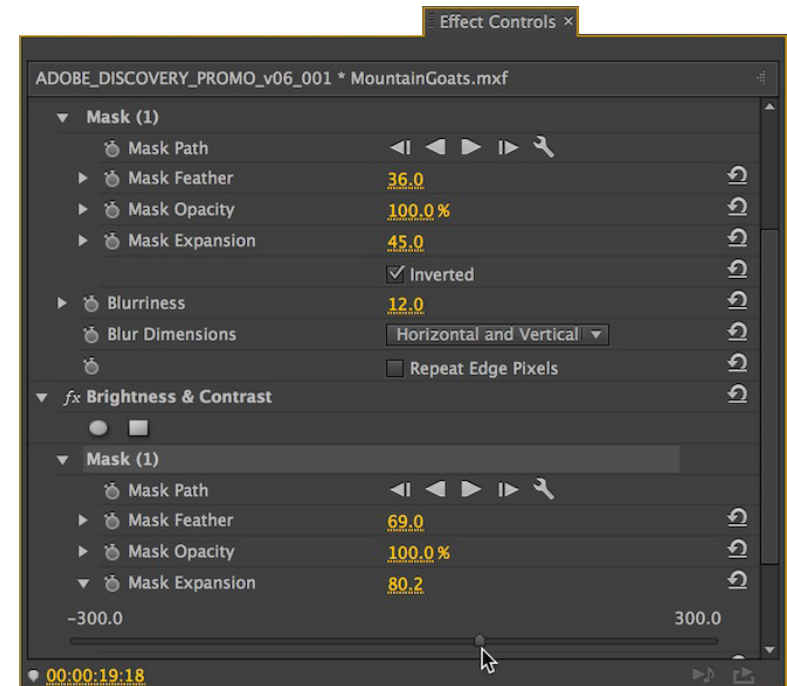 Effect Controls ×
ADOBE_DISCOVERY_PROMO_v06_001 * MountainGoats.mxf
Mask (1)
Mask Path
Mask Feather 36.0
Mask Opacity 100.0 %
Mask Expansion 45.0
Inverted
Blurriness 12.0
Blur Dimensions Horizontal and Vertical
Repeat Edge Pixels
fx Brightness & Contrast
Mask (1)
Mask Path
Mask Feather 69.0
Mask Opacity 100.0 %
Mask Expansion 80.2
-300.0 300.0
00:00:19:18